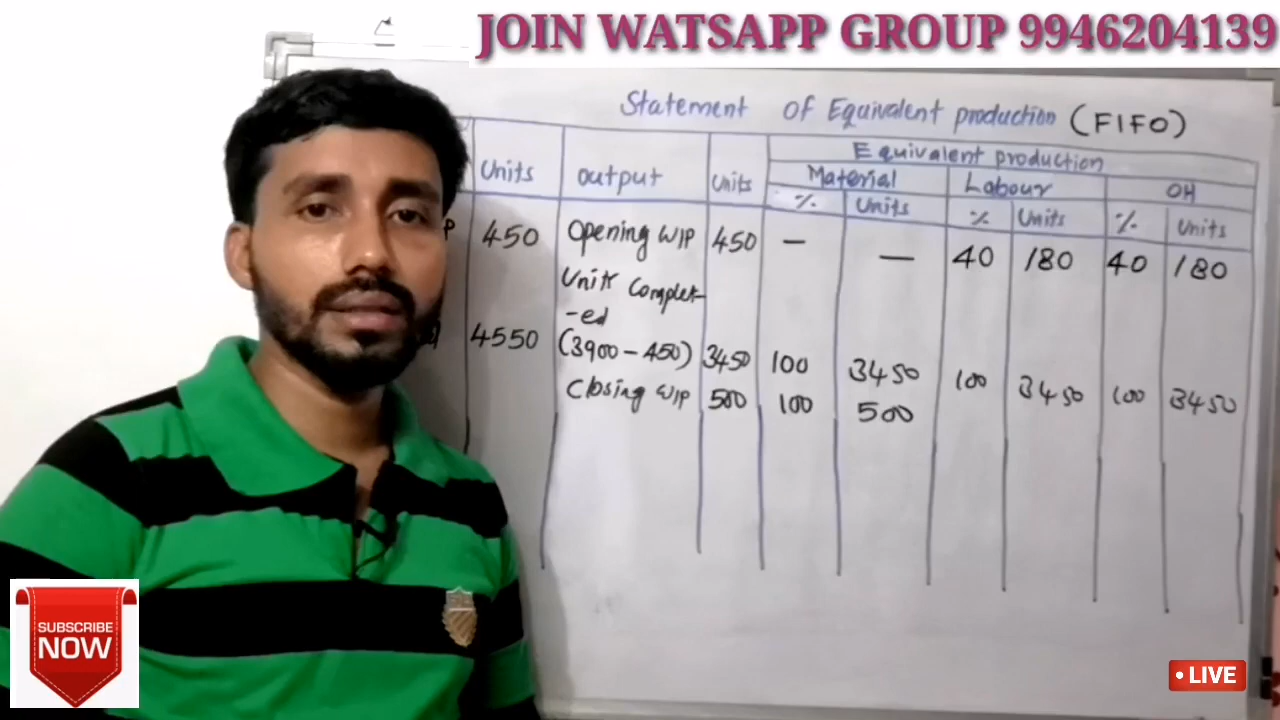 JOIN WATSAPP GROUP 9946204139
Statement of Equivalent production (FIFO)
Units output Units Equivalent production
Material Labour OH
% Units % Units % Units
450 Opening WIP 450 — — 40 180 40 180
Units Complet-
-ed
4550 (3900 - 450) 3450 100 3450 100 3450 100 3450
Closing WIP 500 100 500
SUBSCRIBE
NOW
LIVE